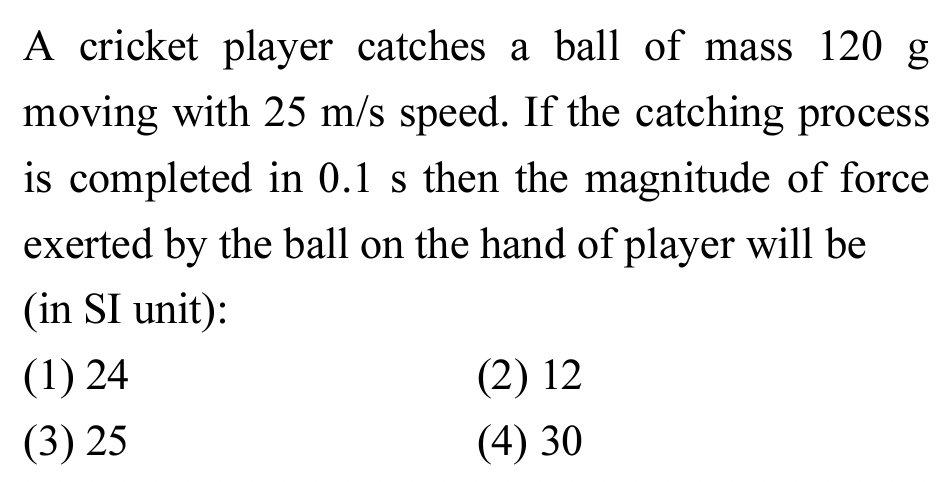 A cricket player catches a ball of mass 120 g
moving with 25 m/s speed. If the catching process
is completed in 0.1 s then the magnitude of force
exerted by the ball on the hand of player will be
(in SI unit):
(1) 24 (2) 12
(3) 25 (4) 30